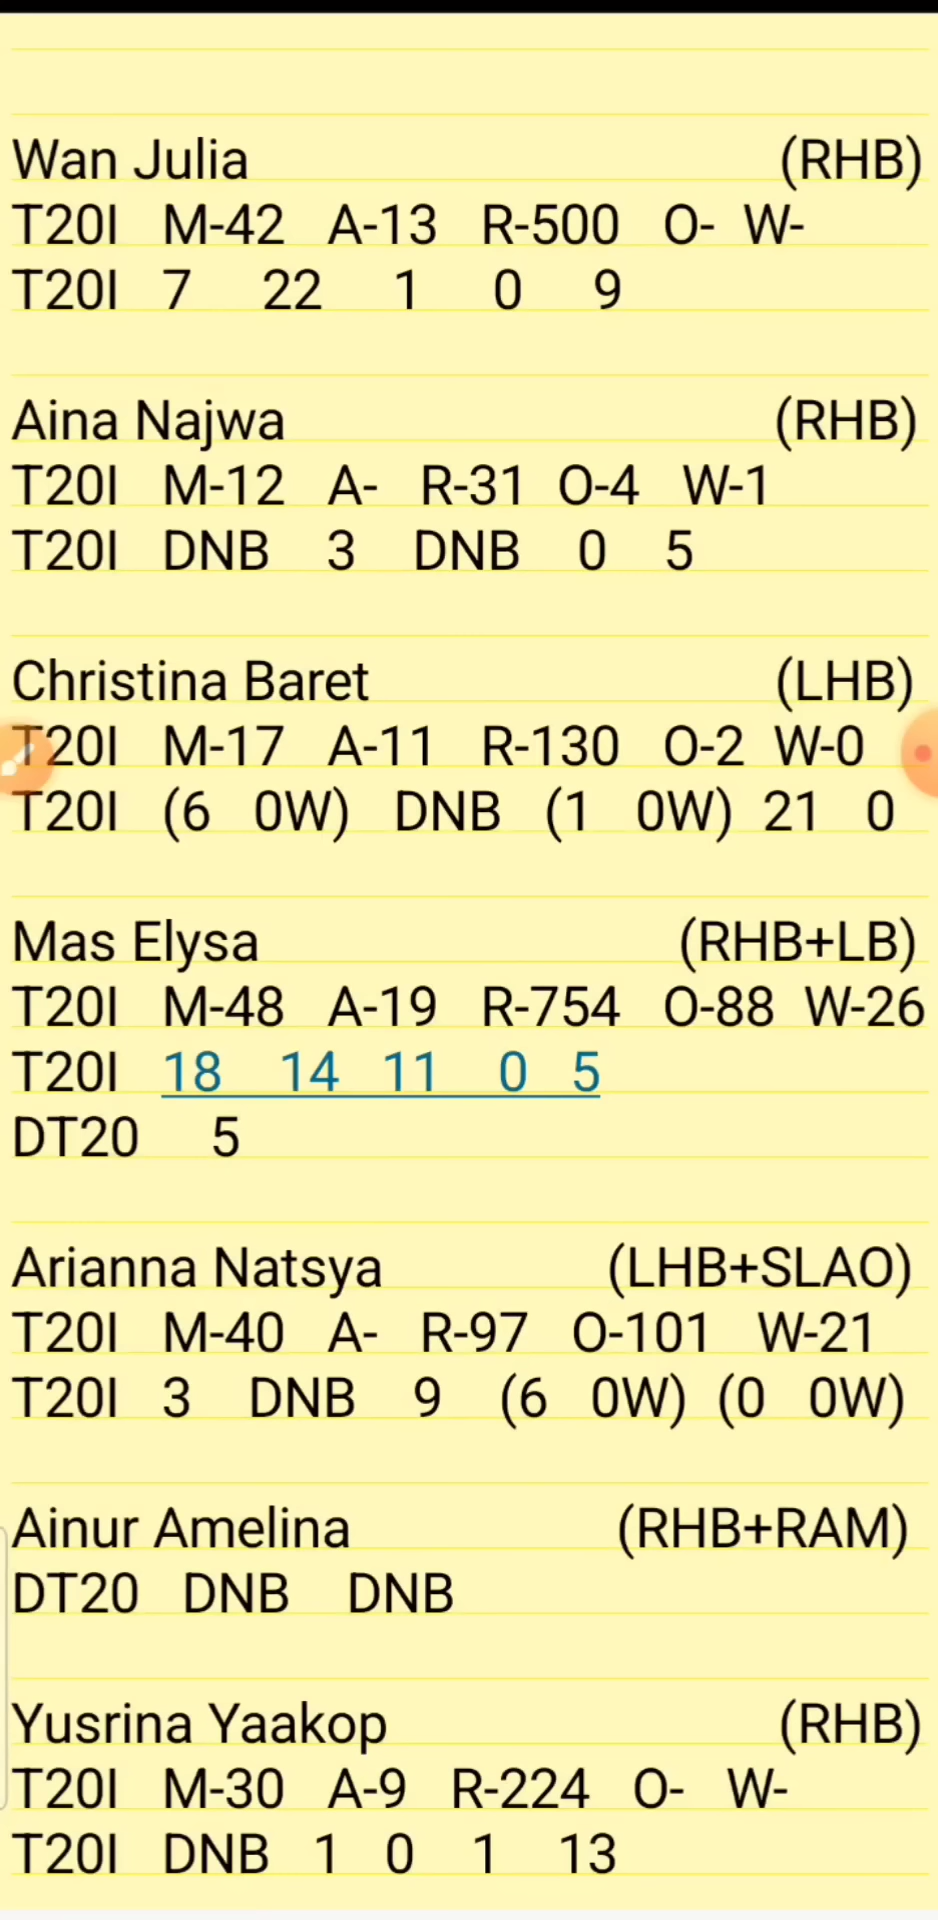 Wan Julia (RHB)
T20I M-42 A-13 R-500 O- W-
T20I 7 22 1 0 9
Aina Najwa (RHB)
T20I M-12 A- R-31 O-4 W-1
T20I DNB 3 DNB 0 5
Christina Baret (LHB)
T20I M-17 A-11 R-130 O-2 W-0
T20I (6 0W) DNB (1 0W) 21 0
Mas Elysa (RHB+LB)
T20I M-48 A-19 R-754 O-88 W-26
T20I 18 14 11 0 5
DT20 5
Arianna Natsya (LHB+SLAO)
T20I M-40 A- R-97 O-101 W-21
T20I 3 DNB 9 (6 0W) (0 0W)
Ainur Amelina (RHB+RAM)
DT20 DNB DNB
Yusrina Yaakop (RHB)
T20I M-30 A-9 R-224 O- W-
T20I DNB 1 0 1 13